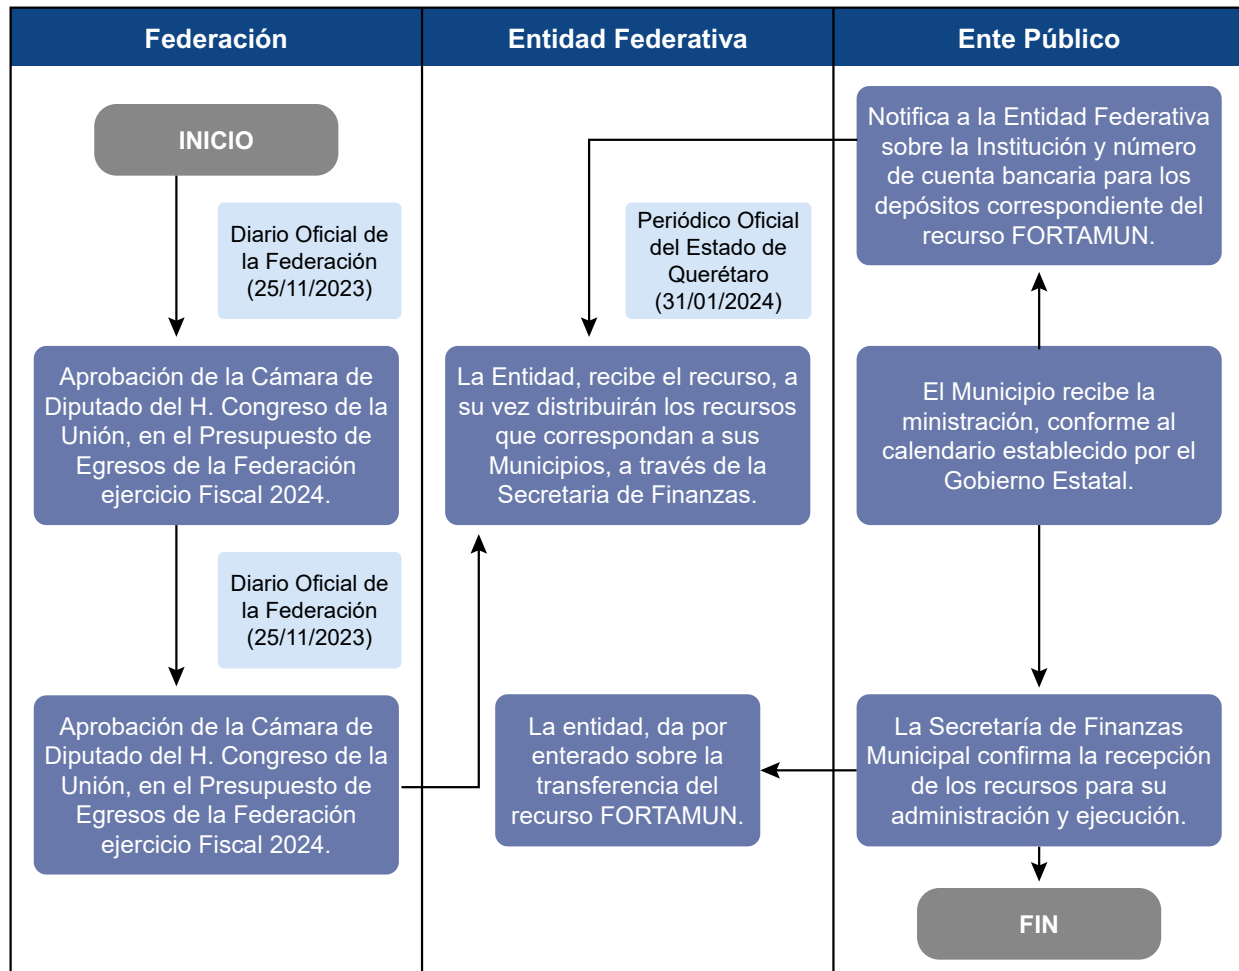 Federación
Entidad Federativa
Ente Público
INICIO
Diario Oficial de
la Federación
(25/11/2023)
Aprobación de la Cámara de
Diputado del H. Congreso de la
Unión, en el Presupuesto de
Egresos de la Federación
ejercicio Fiscal 2024.
Diario Oficial de
la Federación
(25/11/2023)
Aprobación de la Cámara de
Diputado del H. Congreso de la
Unión, en el Presupuesto de
Egresos de la Federación
ejercicio Fiscal 2024.
Periódico Oficial
del Estado de
Querétaro
(31/01/2024)
La Entidad, recibe el recurso, a
su vez distribuirán los recursos
que correspondan a sus
Municipios, a través de la
Secretaria de Finanzas.
La entidad, da por
enterado sobre la
transferencia del
recurso FORTAMUN.
Notifica a la Entidad Federativa
sobre la Institución y número
de cuenta bancaria para los
depósitos correspondiente del
recurso FORTAMUN.
El Municipio recibe la
ministración, conforme al
calendario establecido por el
Gobierno Estatal.
La Secretaría de Finanzas
Municipal confirma la recepción
de los recursos para su
administración y ejecución.
FIN